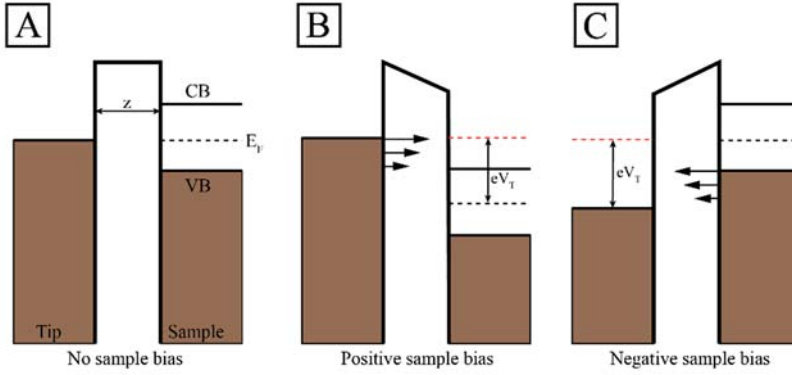 A
B
C
CB
z
E_F
VB
eV_T
eV_T
Tip
Sample
No sample bias
Positive sample bias
Negative sample bias